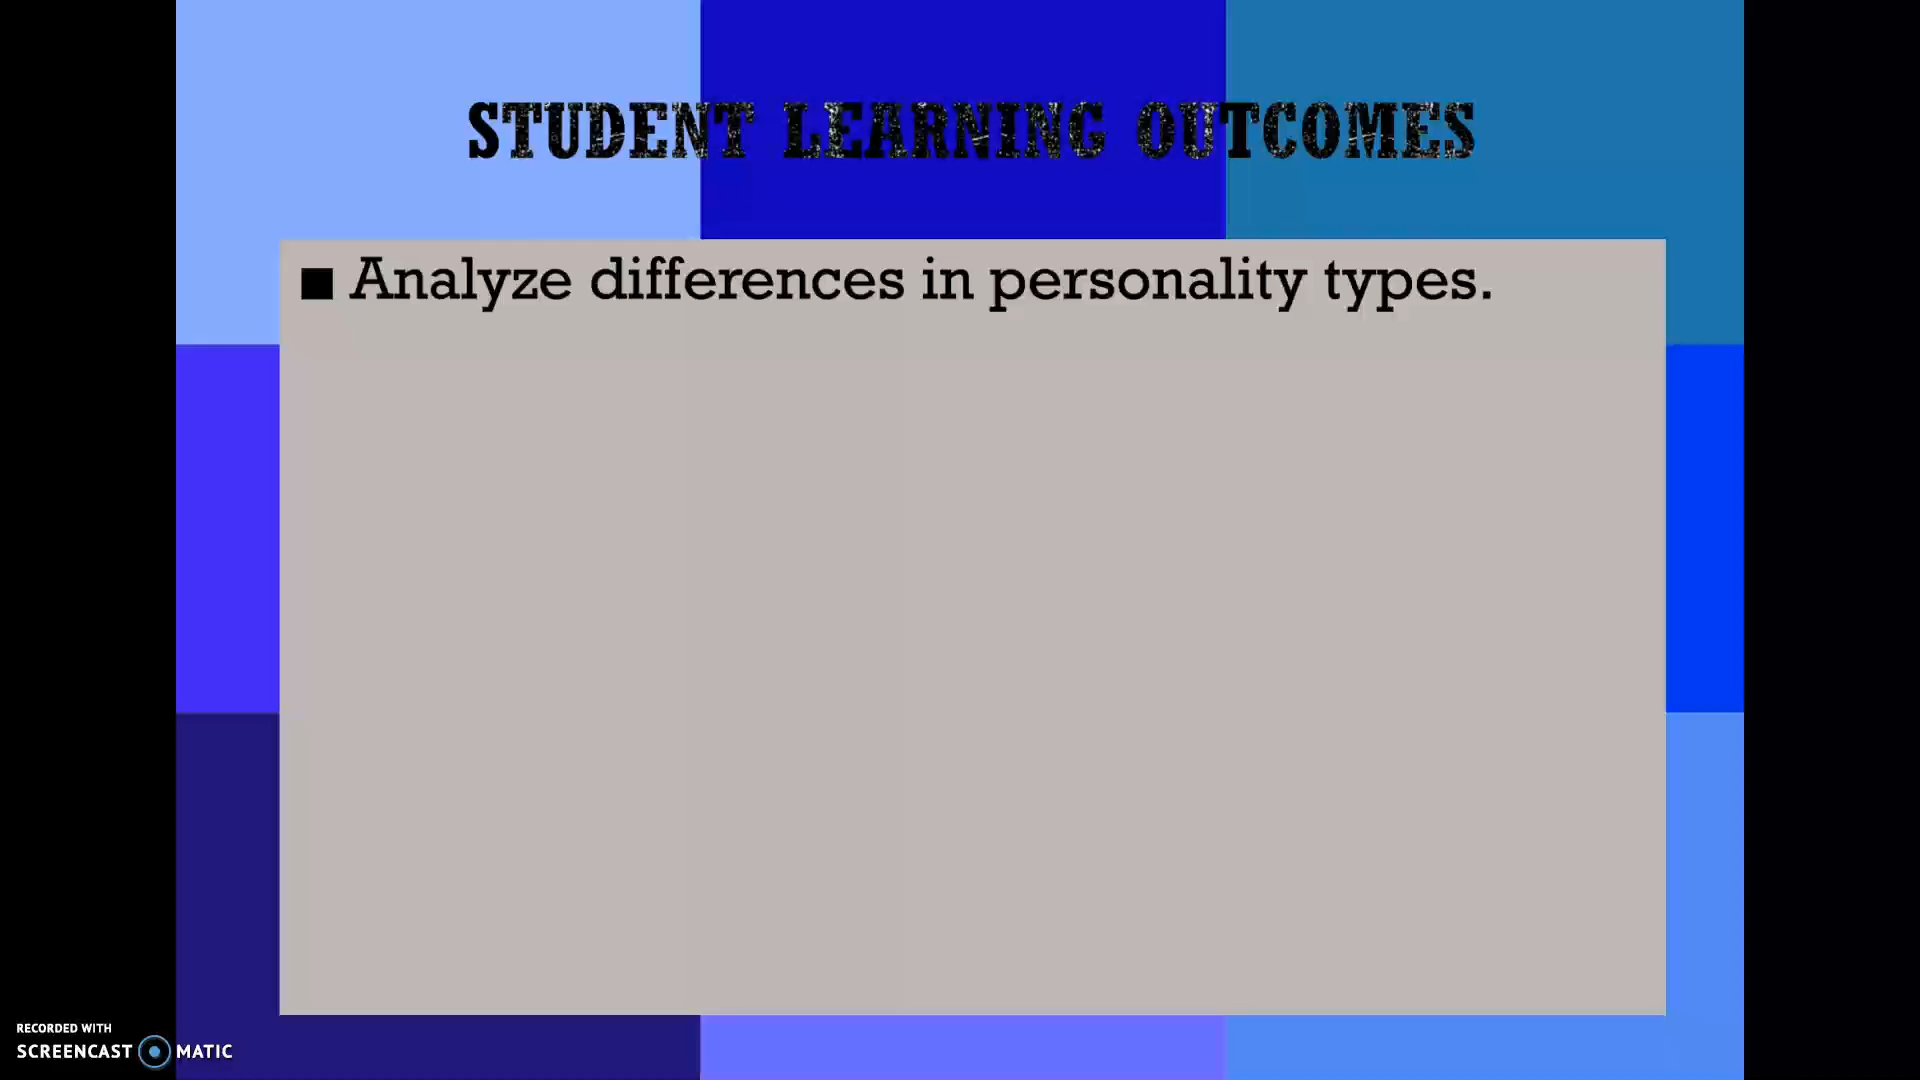 STUDENT LEARNING OUTCOMES
■ Analyze differences in personality types.
RECORDED WITH
SCREENCAST MATIC